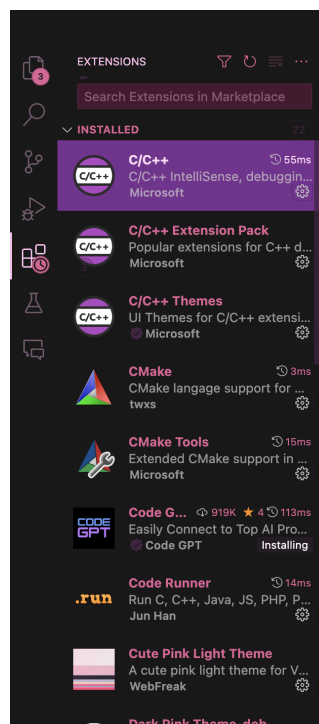 EXTENSIONS
3
Search Extensions in Marketplace
INSTALLED
22
C/C++
C/C++
55ms
C/C++ IntelliSense, debuggin...
Microsoft
C/C++
3
C/C++ Extension Pack
Popular extensions for C++ d...
Microsoft
C/C++
C/C++ Themes
UI Themes for C/C++ extensi...
Microsoft
CMake
3ms
CMake langage support for ...
twxs
CMake Tools
15ms
Extended CMake support in ...
Microsoft
CODE
GPT
Code G...
919K
4
113ms
Easily Connect to Top AI Pro...
Code GPT
Installing
.run
Code Runner
14ms
Run C, C++, Java, JS, PHP, P...
Jun Han
Cute Pink Light Theme
A cute pink light theme for V...
WebFreak
Dark Pink Theme, deb